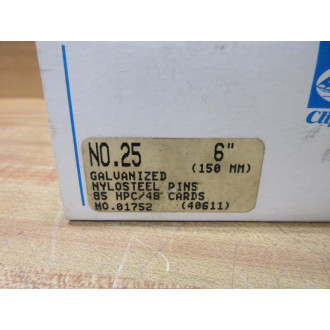 NO.25 6"
(150 MM)
GALVANIZED
NYLOSTEEL PINS
85 HPC/48 CARDS
NO.01752 (40611)